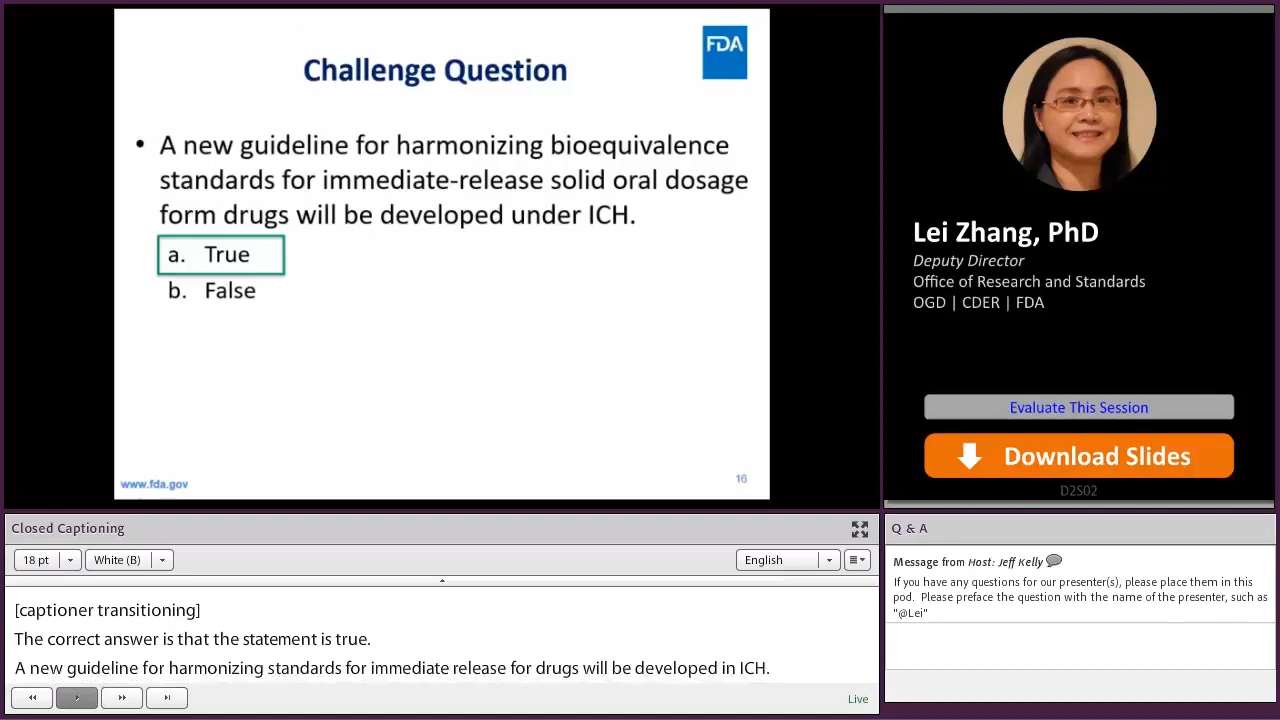 FDA
Challenge Question
• A new guideline for harmonizing bioequivalence
standards for immediate-release solid oral dosage
form drugs will be developed under ICH.
a. True
b. False
www.fda.gov
16
Lei Zhang, PhD
Deputy Director
Office of Research and Standards
OGD | CDER | FDA
Evaluate This Session
Download Slides
D2S02
Closed Captioning
18 pt
White (B)
English
[captioner transitioning]
The correct answer is that the statement is true.
A new guideline for harmonizing standards for immediate release for drugs will be developed in ICH.
Live
Q & A
Message from Host: Jeff Kelly
If you have any questions for our presenter(s), please place them in this
pod. Please preface the question with the name of the presenter, such as
"@Lei"